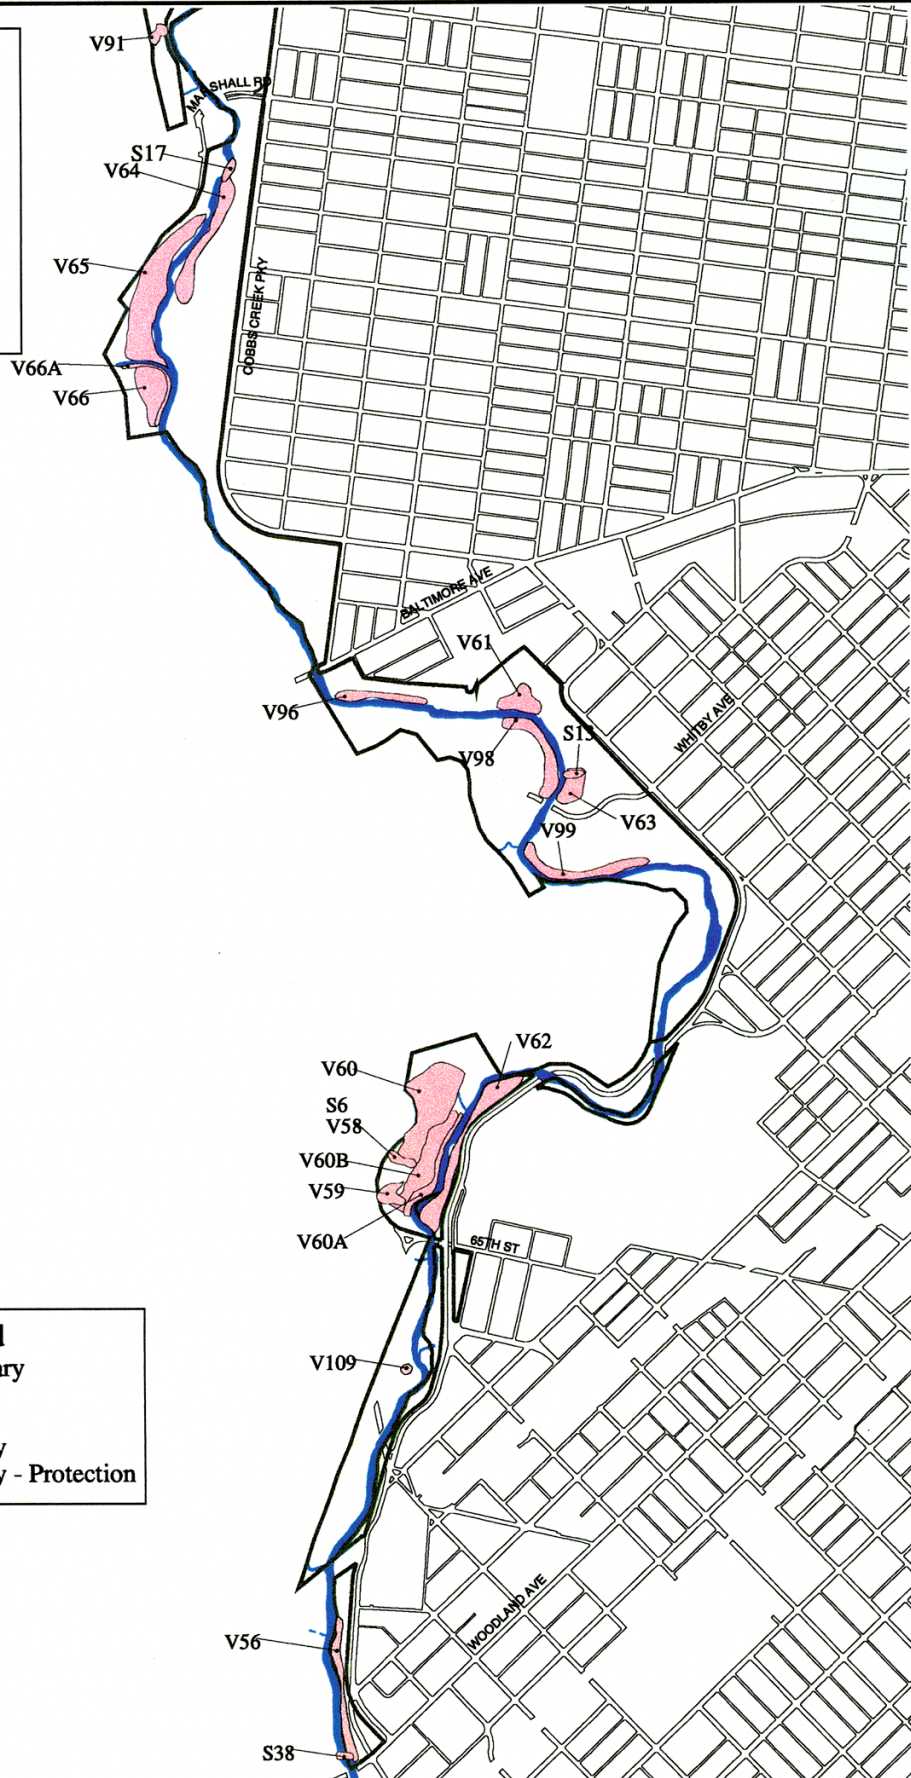 V91
MARSHALL RD
S17
V64
V65
COBBS CREEK PKY
V66A
V66
BALTIMORE AVE
V61
V96
WHITBY AVE
S13
V98
V63
V99
V62
V60
S6
V58
V60B
V59
V60A
65TH ST
V109
ary
y
y - Protection
WOODLAND AVE
V56
S38